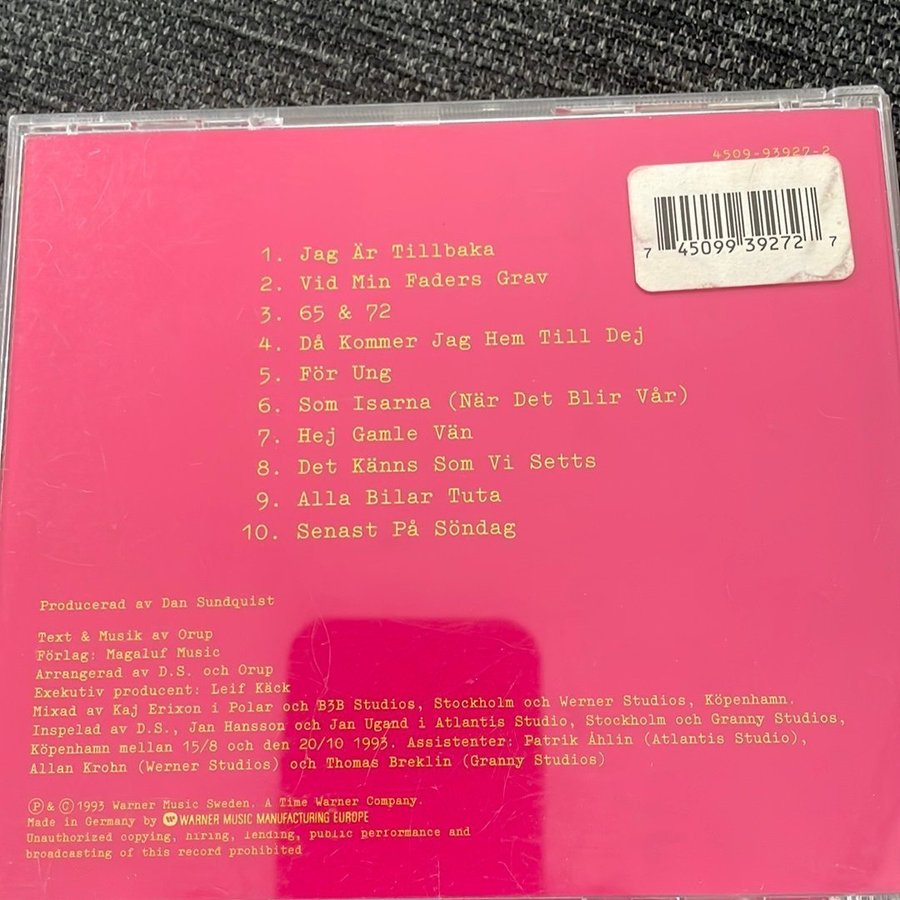 4509-93927-2
7 45099 39272 7
1. Jag Är Tillbaka
2. Vid Min Faders Grav
3. 65 & 72
4. Då Kommer Jag Hem Till Dej
5. För Ung
6. Som Isarna (När Det Blir Vår)
7. Hej Gamle Vän
8. Det Känns Som Vi Setts
9. Alla Bilar Tuta
10. Senast På Söndag
Producerad av Dan Sundquist
Text & Musik av Orup
Förlag: Magaluf Music
Arrangerad av D.S. och Orup
Exekutiv producent: Leif Käck
Mixad av Kaj Erixon i Polar och B3B Studios, Stockholm och Werner Studios, Köpenhamn.
Inspelad av D.S., Jan Hansson och Jan Ugand i Atlantis Studio, Stockholm och Granny Studios,
Köpenhamn mellan 15/8 och den 20/10 1993. Assistenter: Patrik Åhlin (Atlantis Studio),
Allan Krohn (Werner Studios) och Thomas Breklin (Granny Studios)
℗ & © 1993 Warner Music Sweden. A Time Warner Company.
Made in Germany by WARNER MUSIC MANUFACTURING EUROPE
Unauthorized copying, hiring, lending, public performance and
broadcasting of this record prohibited